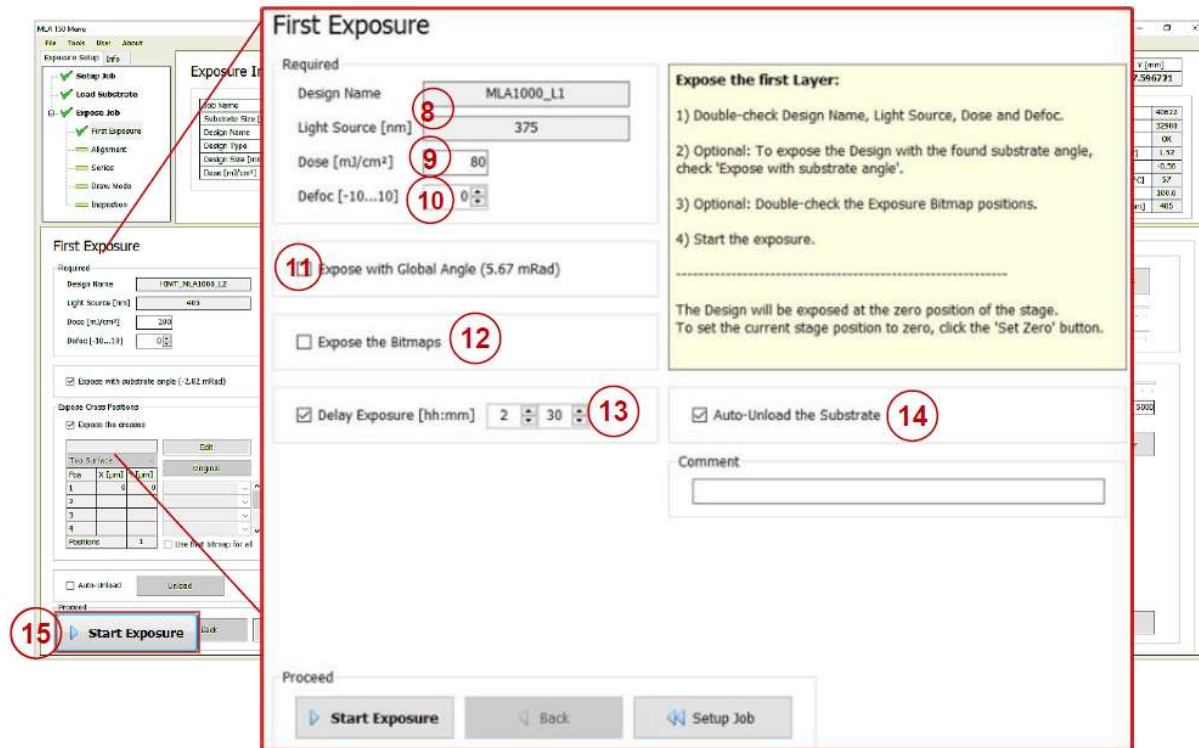 MLA 150 Menu
File Tools User About
Exposure Setup Info
Setup Job
Load Substrate
Expose Job
First Exposure
Alignment
Series
Draw Mode
Inspection
Job Name
Design Name
Design Type
Dose [mJ/cm²]
First Exposure
Required
Design Name
Light Source [nm] 405
Dose [mJ/cm²] 200
Defoc [-10...10] 0
Expose with substrate angle (-2.82 mRad)
Expose Cross Positions
Expose the crosses
Edit
Top Surface
Original
Pos X [µm]
1 0 0
2
3
4
Positions 1
Use first bitmap for all
Auto-Unload Unload
Proceed
15
Start Exposure
Back
First Exposure
Required
Design Name MLA1000_L1
8
Light Source [nm] 375
Dose [mJ/cm²] 9 80
Defoc [-10...10] 10 0
11 Expose with Global Angle (5.67 mRad)
Expose the Bitmaps 12
Delay Exposure [hh:mm] 2 30 13
Expose the first Layer:
1) Double-check Design Name, Light Source, Dose and Defoc.
2) Optional: To expose the Design with the found substrate angle,
check 'Expose with substrate angle'.
3) Optional: Double-check the Exposure Bitmap positions.
4) Start the exposure.
--------------------------------------------------------
The Design will be exposed at the zero position of the stage.
To set the current stage position to zero, click the 'Set Zero' button.
Auto-Unload the Substrate 14
Comment
Proceed
Start Exposure Back Setup Job
Y [mm]
7.596721
40622
32900
OK
1.52
-0.56
57
100.0
405
5000